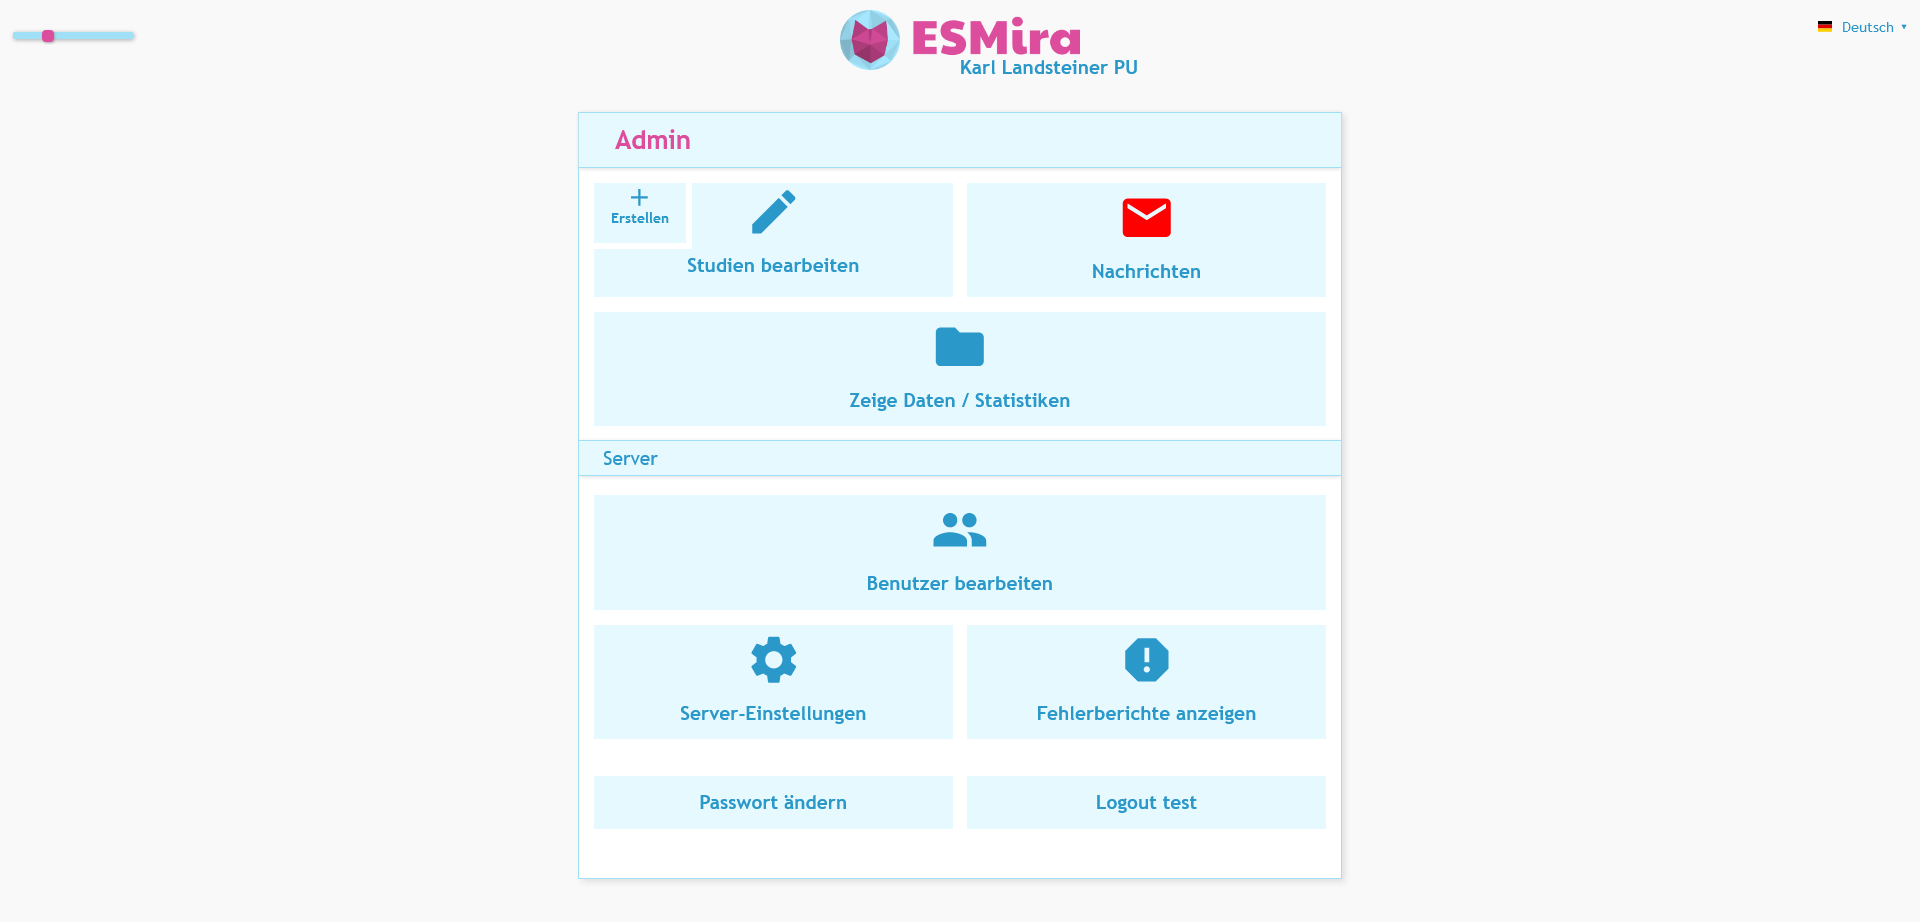 ESMira
Karl Landsteiner PU
Deutsch
Admin
Erstellen
Studien bearbeiten
Nachrichten
Zeige Daten / Statistiken
Server
Benutzer bearbeiten
Server-Einstellungen
Fehlerberichte anzeigen
Passwort ändern
Logout test